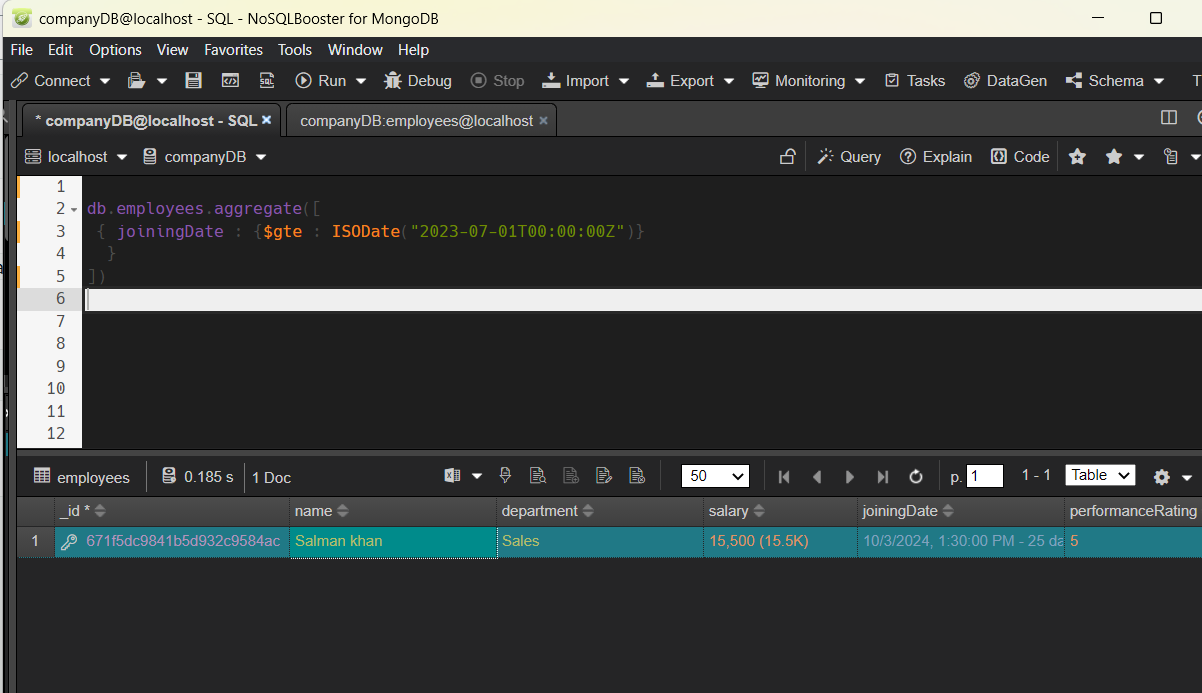 companyDB@localhost - SQL - NoSQLBooster for MongoDB
File Edit Options View Favorites Tools Window Help
Connect Run Debug Stop Import Export Monitoring Tasks DataGen Schema T
* companyDB@localhost - SQL × companyDB:employees@localhost ×
localhost companyDB Query Explain Code
1
2 db.employees.aggregate([
3 { joiningDate : {$gte : ISODate("2023-07-01T00:00:00Z")}
4 }
5 ])
6
7
8
9
10
11
12
employees 0.185 s 1 Doc 50 p. 1 1 - 1 Table
_id * name department salary joiningDate performanceRating
1 671f5dc9841b5d932c9584ac Salman khan Sales 15,500 (15.5K) 10/3/2024, 1:30:00 PM - 25 da 5